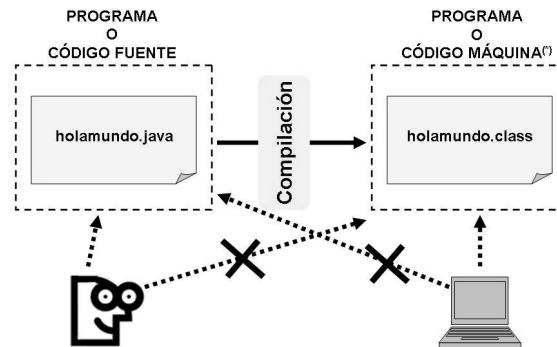 PROGRAMA
O
CÓDIGO FUENTE
PROGRAMA
O
CÓDIGO MÁQUINA(*)
holamundo.java
Compilación
holamundo.class